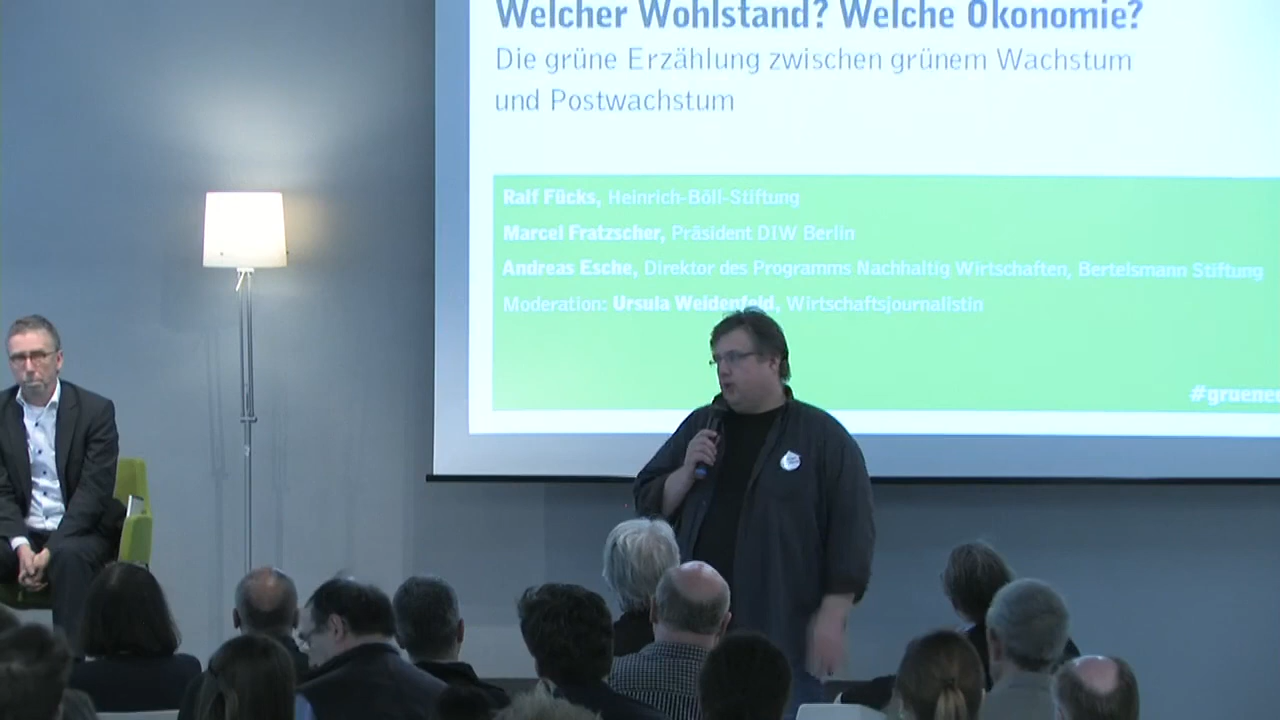 Welcher Wohlstand? Welche Ökonomie?
Die grüne Erzählung zwischen grünem Wachstum
und Postwachstum
Ralf Fücks, Heinrich-Böll-Stiftung
Marcel Fratzscher, Präsident DIW Berlin
Andreas Esche, Direktor des Programms Nachhaltig Wirtschaften, Bertelsmann Stiftung
Moderation: Ursula Weidenfeld, Wirtschaftsjournalistin
#gruene